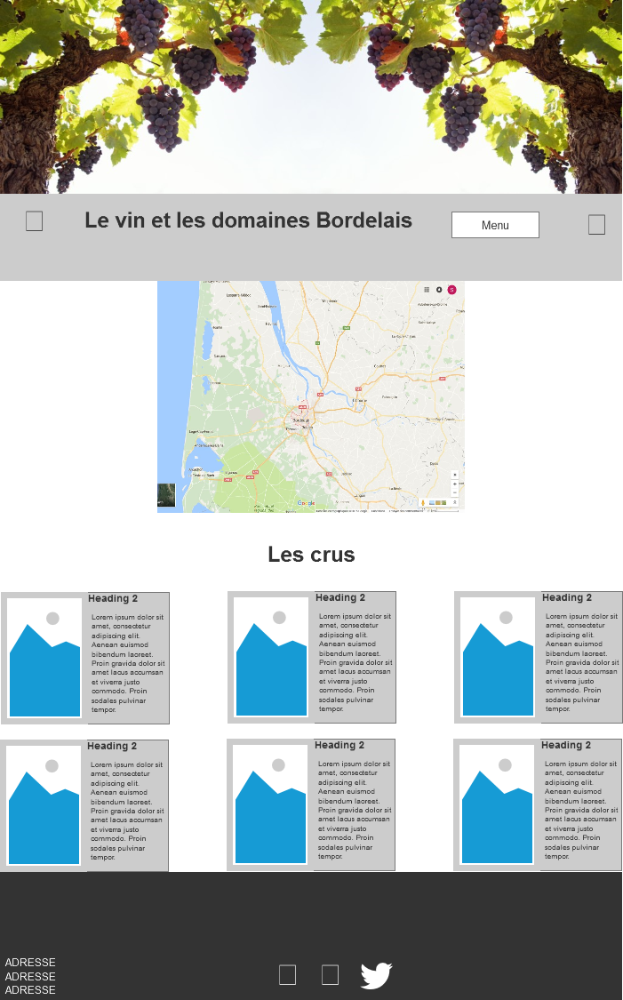 Le vin et les domaines Bordelais
Menu
S
Bordeaux
Google
Les crus
Heading 2
Lorem ipsum dolor sit
amet, consectetur
adipiscing elit.
Aenean euismod
bibendum laoreet.
Proin gravida dolor sit
amet lacus accumsan
et viverra justo
commodo. Proin
sodales pulvinar
tempor.
Heading 2
Lorem ipsum dolor sit
amet, consectetur
adipiscing elit.
Aenean euismod
bibendum laoreet.
Proin gravida dolor sit
amet lacus accumsan
et viverra justo
commodo. Proin
sodales pulvinar
tempor.
Heading 2
Lorem ipsum dolor sit
amet, consectetur
adipiscing elit.
Aenean euismod
bibendum laoreet.
Proin gravida dolor sit
amet lacus accumsan
et viverra justo
commodo. Proin
sodales pulvinar
tempor.
Heading 2
Lorem ipsum dolor sit
amet, consectetur
adipiscing elit.
Aenean euismod
bibendum laoreet.
Proin gravida dolor sit
amet lacus accumsan
et viverra justo
commodo. Proin
sodales pulvinar
tempor.
Heading 2
Lorem ipsum dolor sit
amet, consectetur
adipiscing elit.
Aenean euismod
bibendum laoreet.
Proin gravida dolor sit
amet lacus accumsan
et viverra justo
commodo. Proin
sodales pulvinar
tempor.
Heading 2
Lorem ipsum dolor sit
amet, consectetur
adipiscing elit.
Aenean euismod
bibendum laoreet.
Proin gravida dolor sit
amet lacus accumsan
et viverra justo
commodo. Proin
sodales pulvinar
tempor.
ADRESSE
ADRESSE
ADRESSE